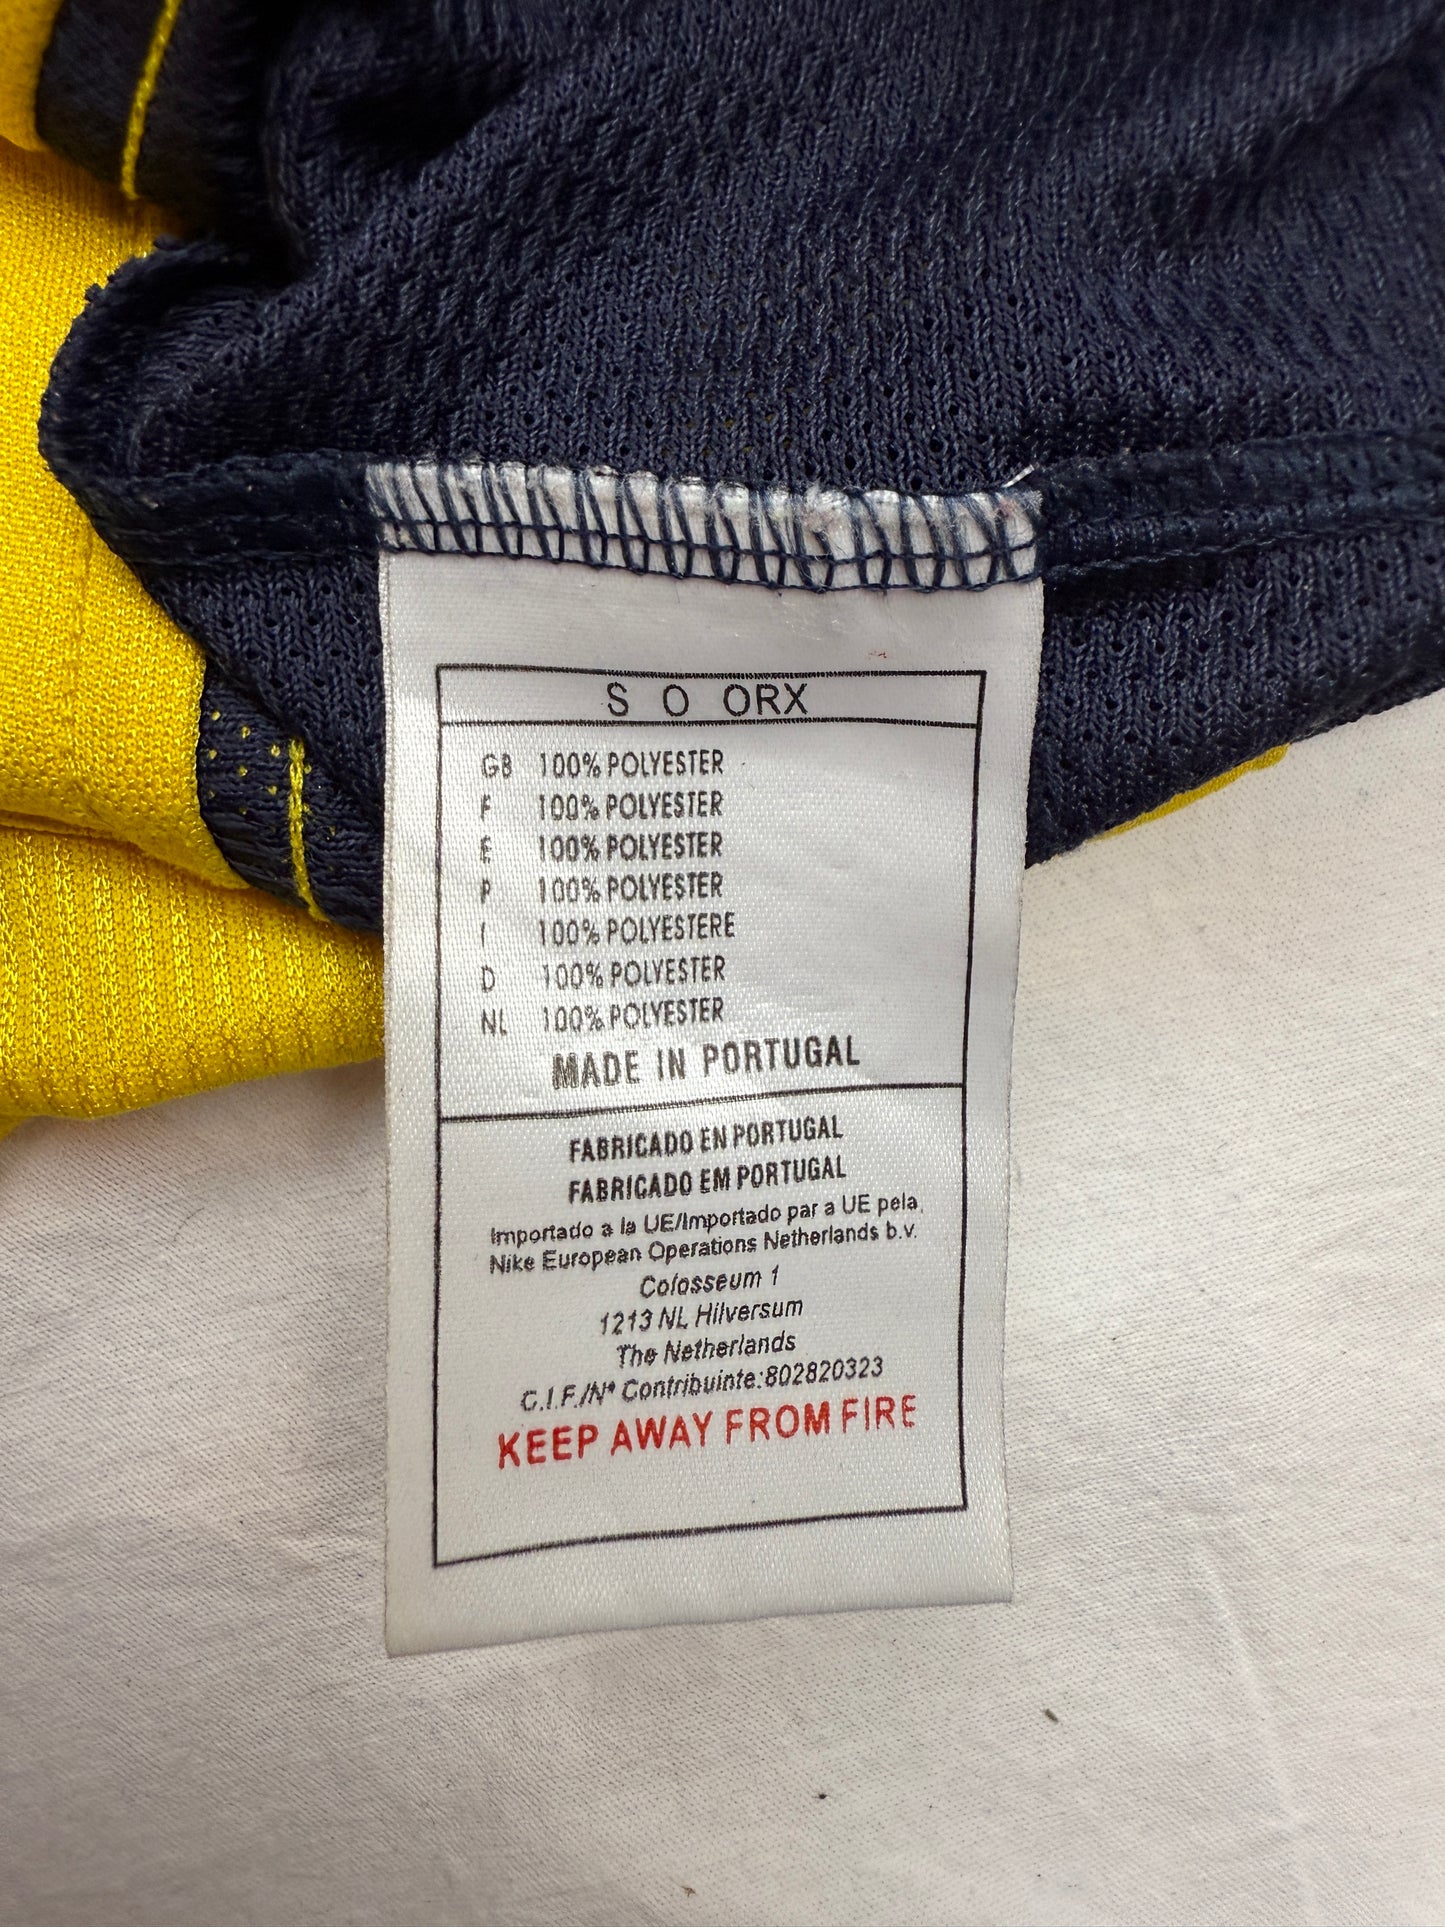 S O ORX
GB 100% POLYESTER
F 100% POLYESTER
E 100% POLYESTER
P 100% POLYESTER
I 100% POLYESTERE
D 100% POLYESTER
NL 100% POLYESTER
MADE IN PORTUGAL
FABRICADO EN PORTUGAL
FABRICADO EM PORTUGAL
Importado a la UE/Importado par a UE pela
Nike European Operations Netherlands b.v.
Colosseum 1
1213 NL Hilversum
The Netherlands
C.I.F./Nº Contribuinte:802820323
KEEP AWAY FROM FIRE